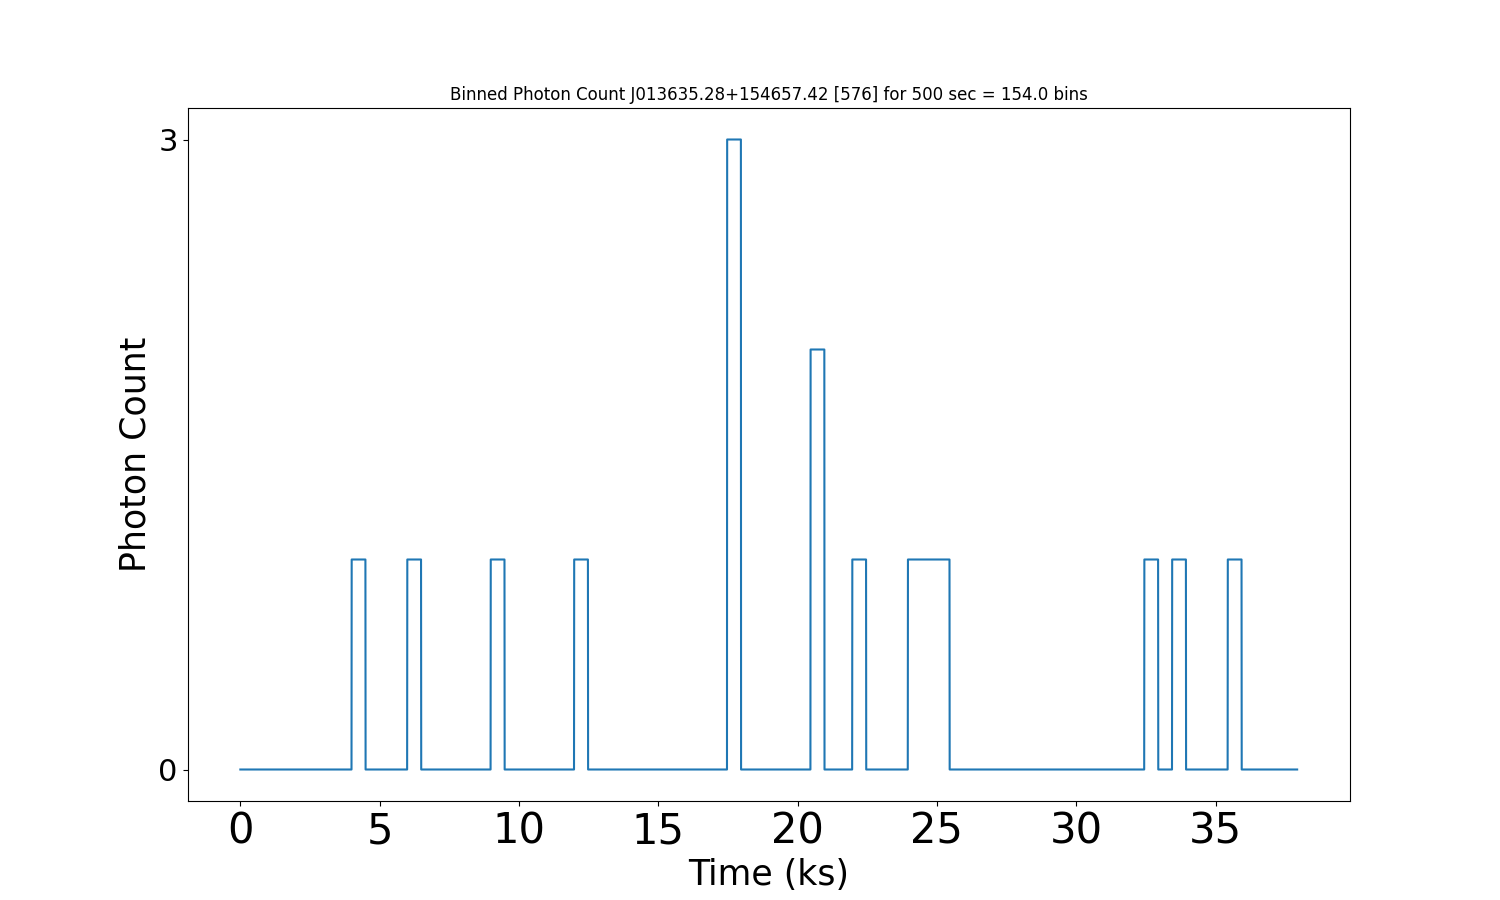 Binned Photon Count J013635.28+154657.42 [576] for 500 sec = 154.0 bins
3
Photon Count
0
0 5 10 15 20 25 30 35
Time (ks)